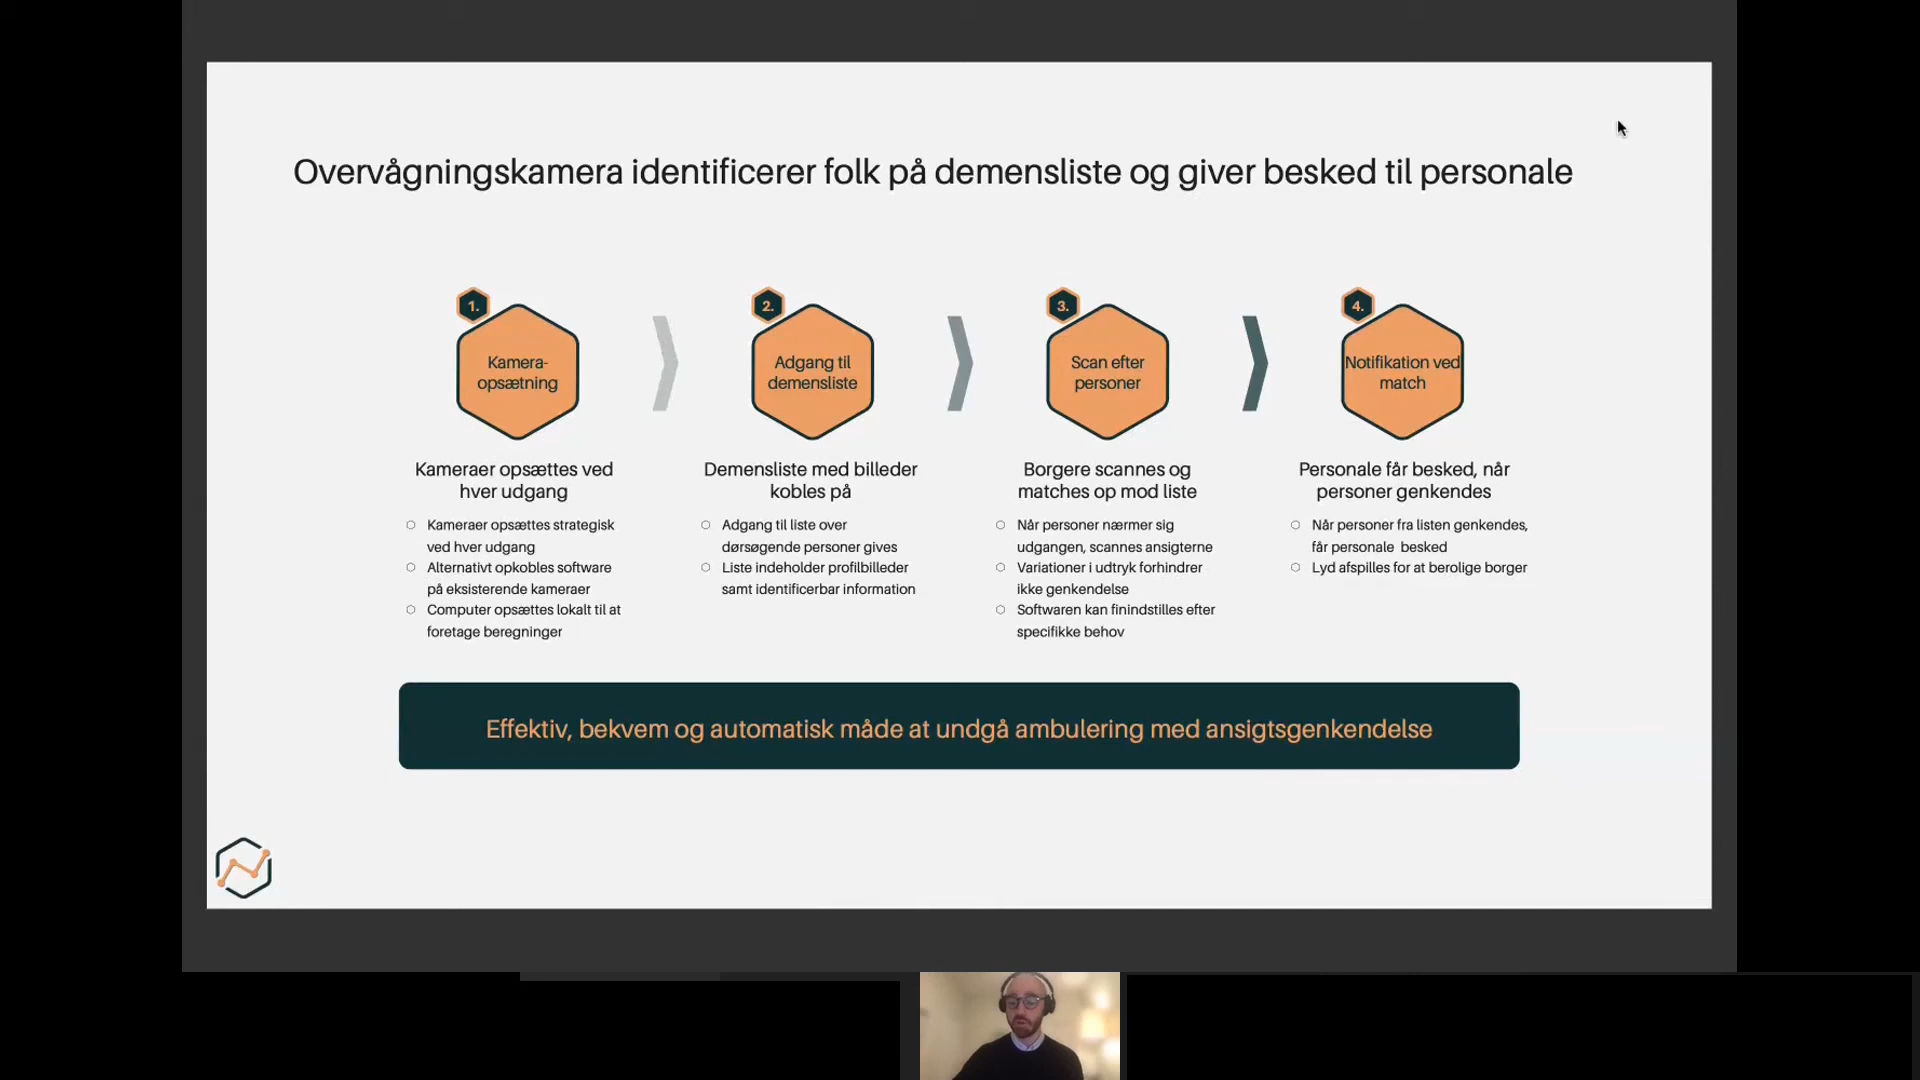 Overvågningskamera identificerer folk på demensliste og giver besked til personale
1.
Kamera-
opsætning
Kameraer opsættes ved
hver udgang
Kameraer opsættes strategisk
ved hver udgang
Alternativt opkobles software
på eksisterende kameraer
Computer opsættes lokalt til at
foretage beregninger
2.
Adgang til
demensliste
Demensliste med billeder
kobles på
Adgang til liste over
dørsøgende personer gives
Liste indeholder profilbilleder
samt identificerbar information
3.
Scan efter
personer
Borgere scannes og
matches op mod liste
Når personer nærmer sig
udgangen, scannes ansigterne
Variationer i udtryk forhindrer
ikke genkendelse
Softwaren kan finindstilles efter
specifikke behov
4.
Notifikation ved
match
Personale får besked, når
personer genkendes
Når personer fra listen genkendes,
får personale besked
Lyd afspilles for at berolige borger
Effektiv, bekvem og automatisk måde at undgå ambulering med ansigtsgenkendelse